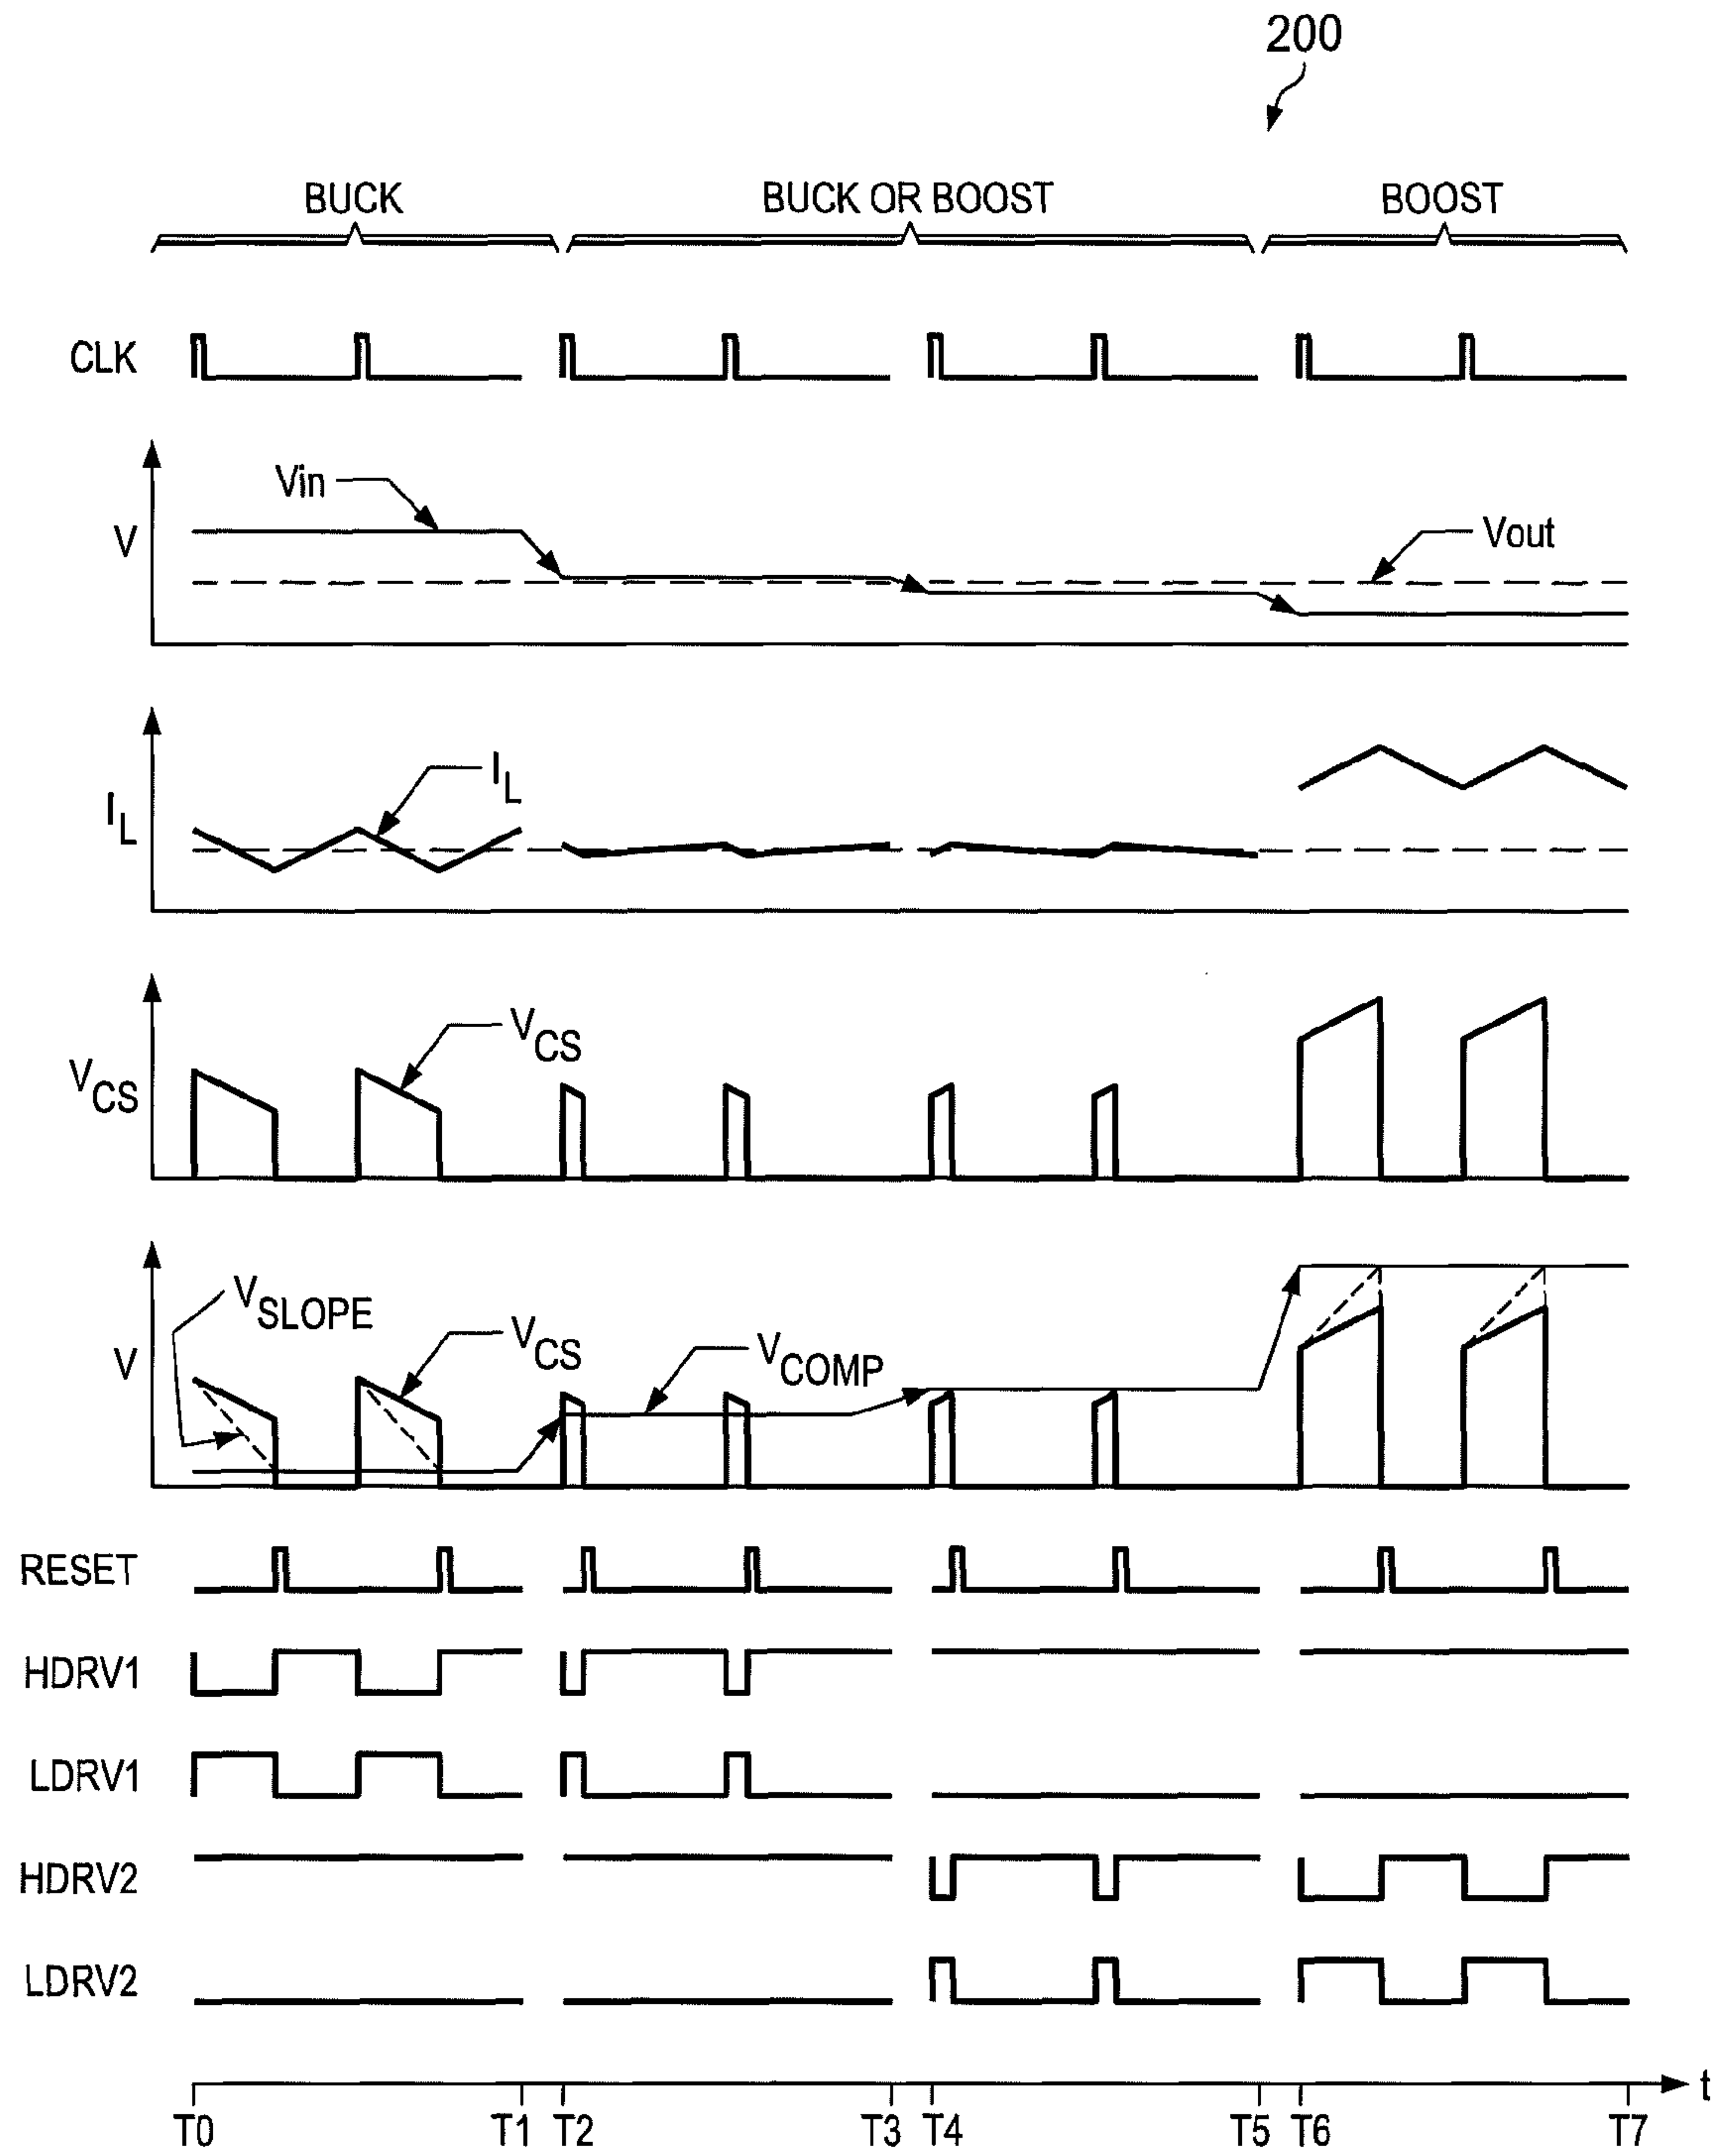 200
BUCK
BUCK OR BOOST
BOOST
CLK
Vin
V
Vout
IL
IL
VCS
VCS
VSLOPE
VCS
VCOMP
V
RESET
HDRV1
LDRV1
HDRV2
LDRV2
t
T0 T1 T2 T3 T4 T5 T6 T7